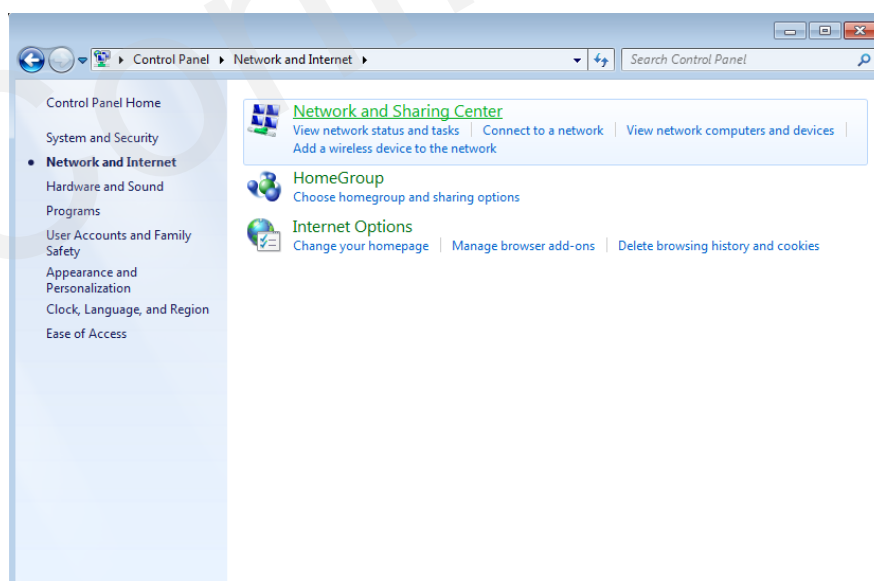 Control Panel Network and Internet Search Control Panel
Control Panel Home
System and Security
Network and Internet
Hardware and Sound
Programs
User Accounts and Family
Safety
Appearance and
Personalization
Clock, Language, and Region
Ease of Access
Network and Sharing Center
View network status and tasks Connect to a network View network computers and devices
Add a wireless device to the network
HomeGroup
Choose homegroup and sharing options
Internet Options
Change your homepage Manage browser add-ons Delete browsing history and cookies